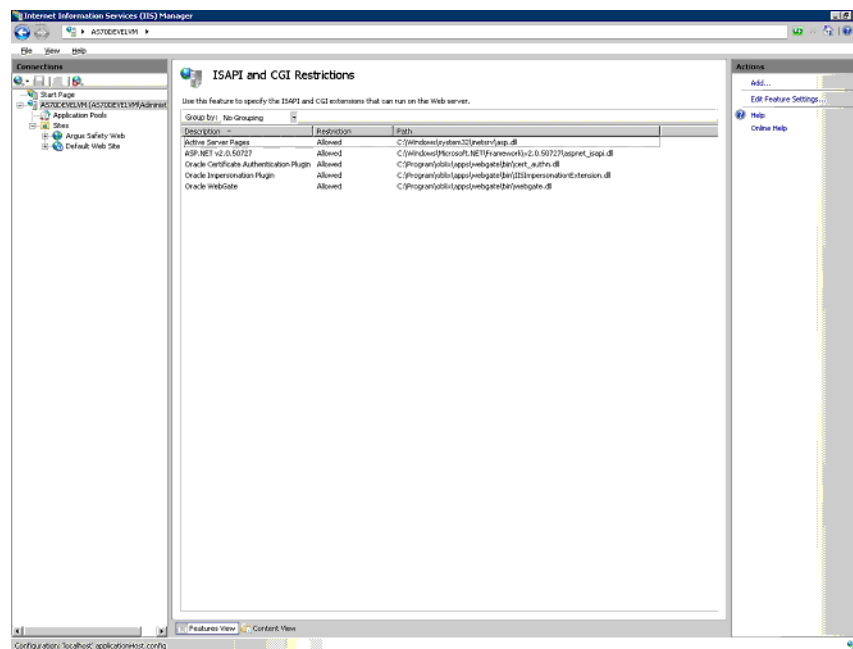 Internet Information Services (IIS) Manager
AS70DEVELVM
File View Help
Connections
Start Page
AS70DEVELVM (AS70DEVELVM\Administ
Application Pools
Sites
Argus Safety Web
Default Web Site
ISAPI and CGI Restrictions
Use this feature to specify the ISAPI and CGI extensions that can run on the Web server.
Group by: No Grouping
Description Restriction Path
Active Server Pages Allowed C:\Windows\system32\inetsrv\asp.dll
ASP.NET v2.0.50727 Allowed C:\Windows\Microsoft.NET\Framework\v2.0.50727\aspnet_isapi.dll
Oracle Certificate Authentication Plugin Allowed C:\Program\oblix\apps\webgate\bin\cert_authn.dll
Oracle Impersonation Plugin Allowed C:\Program\oblix\apps\webgate\bin\IISImpersonationExtension.dll
Oracle WebGate Allowed C:\Program\oblix\apps\webgate\bin\webgate.dll
Features View Content View
Actions
Add...
Edit Feature Settings...
Help
Online Help
Configuration: 'localhost' applicationHost.config